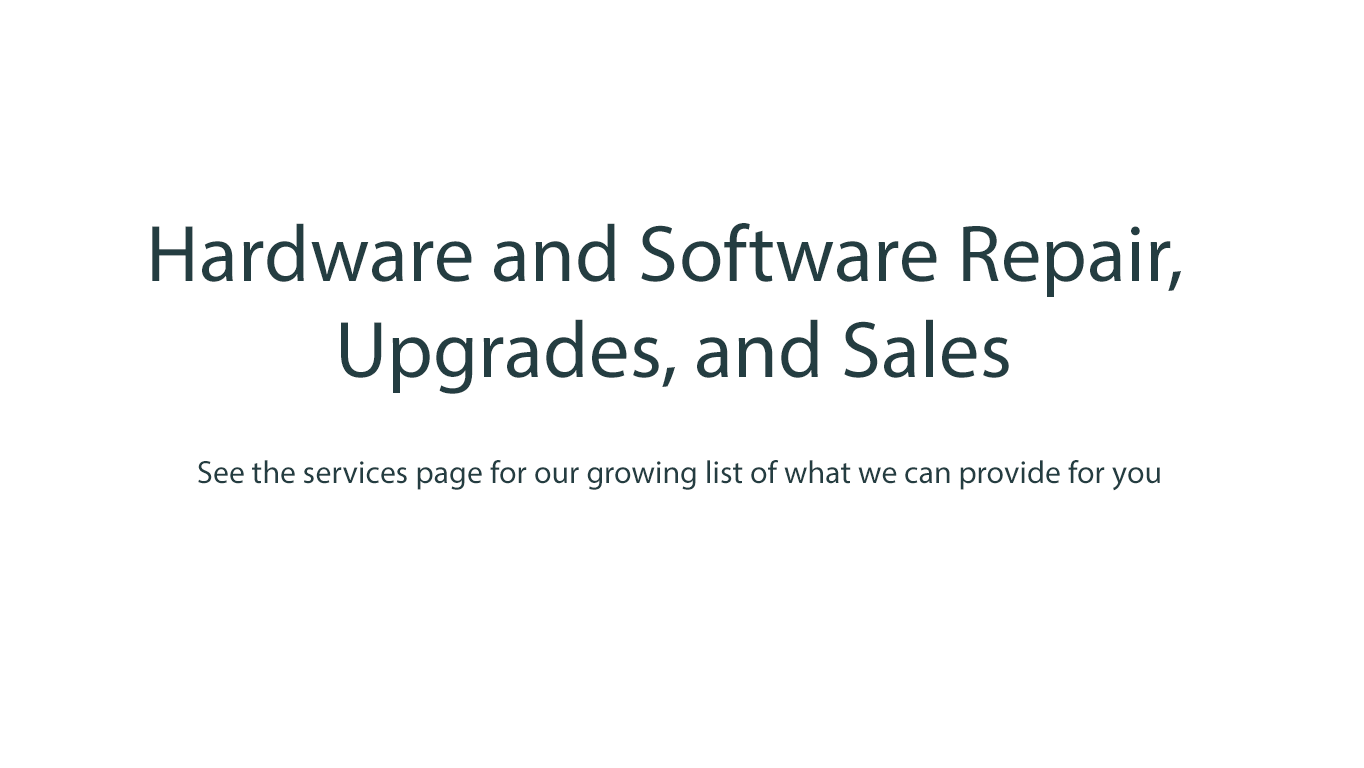 Hardware and Software Repair,
Upgrades, and Sales
See the services page for our growing list of what we can provide for you